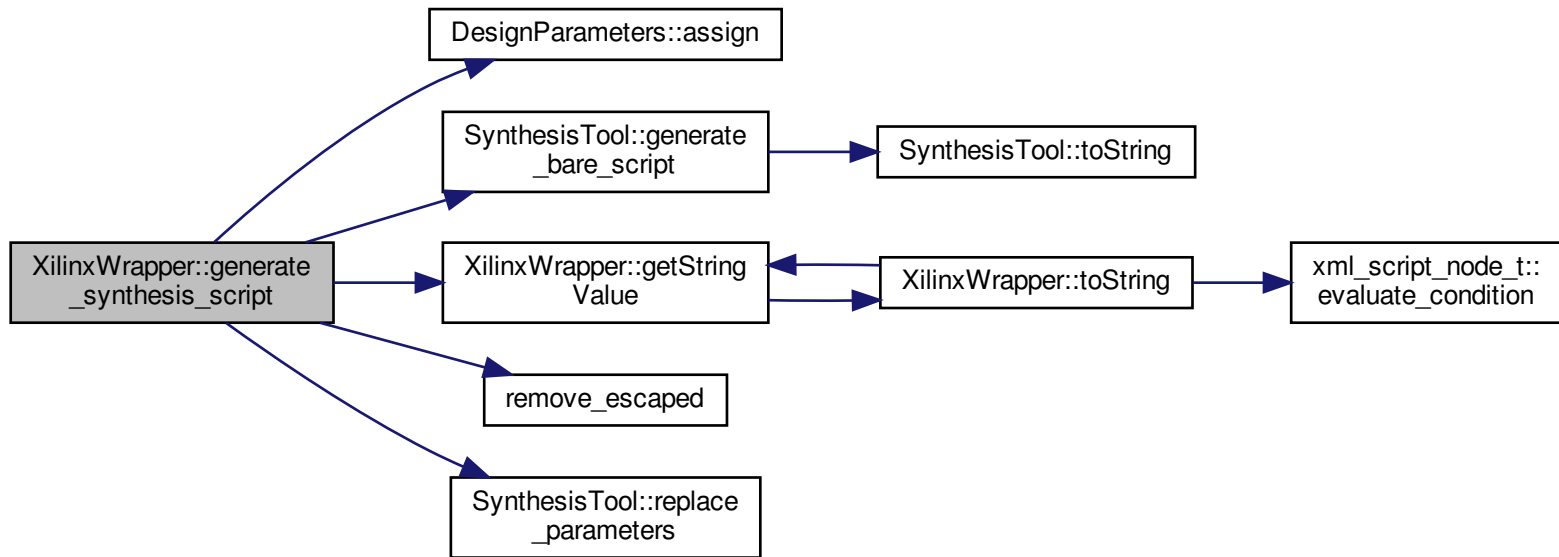 DesignParameters::assign
SynthesisTool::generate
_bare_script
SynthesisTool::toString
XilinxWrapper::generate
_synthesis_script
XilinxWrapper::getString
Value
XilinxWrapper::toString
xml_script_node_t::
evaluate_condition
remove_escaped
SynthesisTool::replace
_parameters